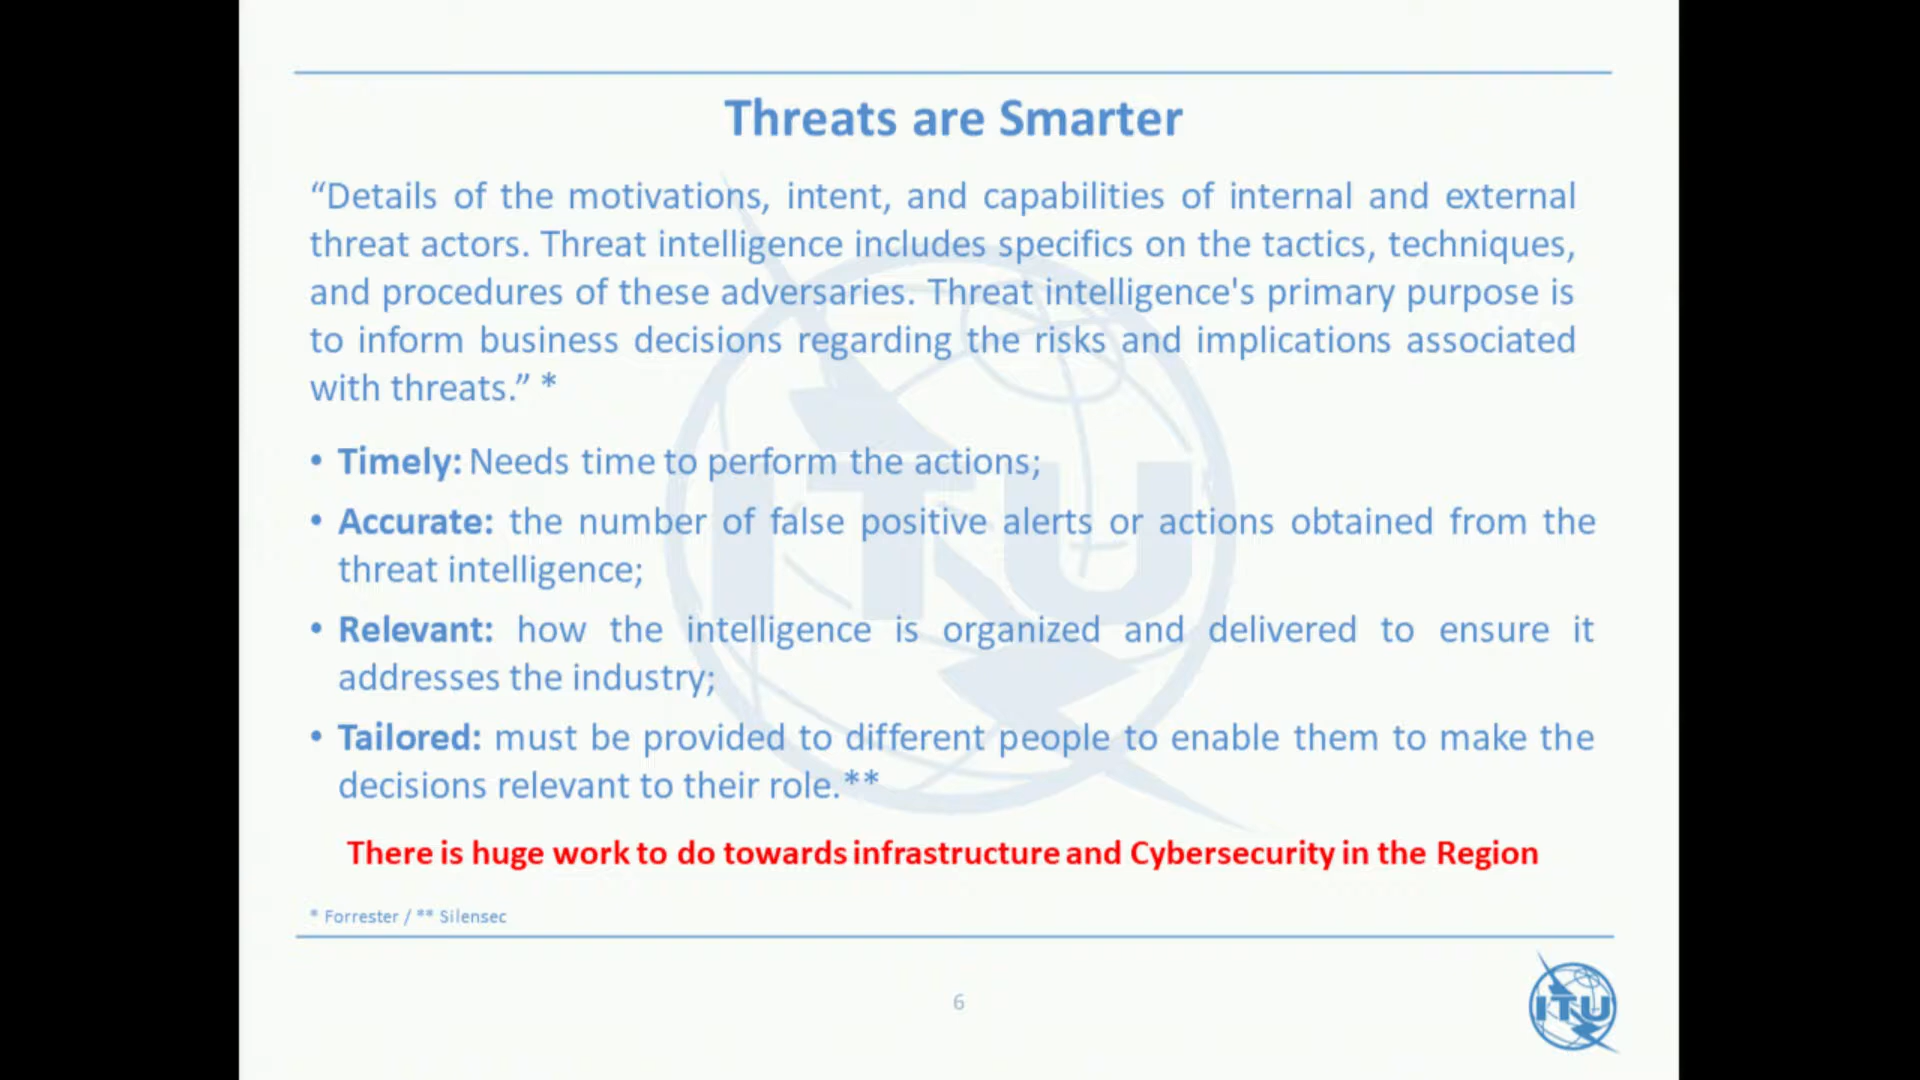 Threats are Smarter
“Details of the motivations, intent, and capabilities of internal and external
threat actors. Threat intelligence includes specifics on the tactics, techniques,
and procedures of these adversaries. Threat intelligence's primary purpose is
to inform business decisions regarding the risks and implications associated
with threats.” *
• Timely: Needs time to perform the actions;
• Accurate: the number of false positive alerts or actions obtained from the
threat intelligence;
• Relevant: how the intelligence is organized and delivered to ensure it
addresses the industry;
• Tailored: must be provided to different people to enable them to make the
decisions relevant to their role.**
ITU
There is huge work to do towards infrastructure and Cybersecurity in the Region
* Forrester / ** Silensec
6
ITU